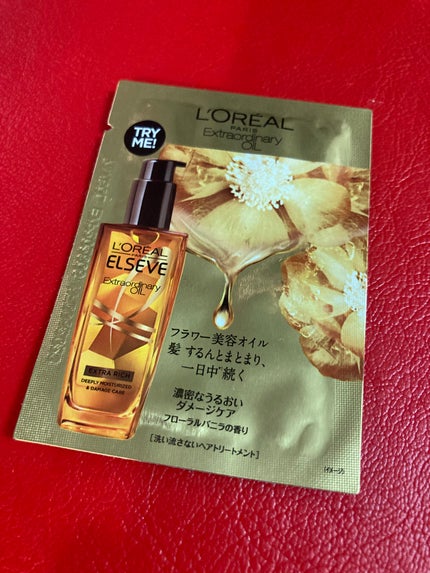 L'ORÉAL
PARIS
Extraordinary
OIL
TRY
ME!
L'ORÉAL
ELSEVE
Extraordinary
OIL
EXTRA RICH
DEEPLY MOISTURIZED
& DAMAGE CARE
フラワー美容オイル
髪 するんとまとまり、
一日中*続く
濃密なうるおい
ダメージケア
フローラルバニラの香り
[洗い流さないヘアトリートメント]
(イメージ)